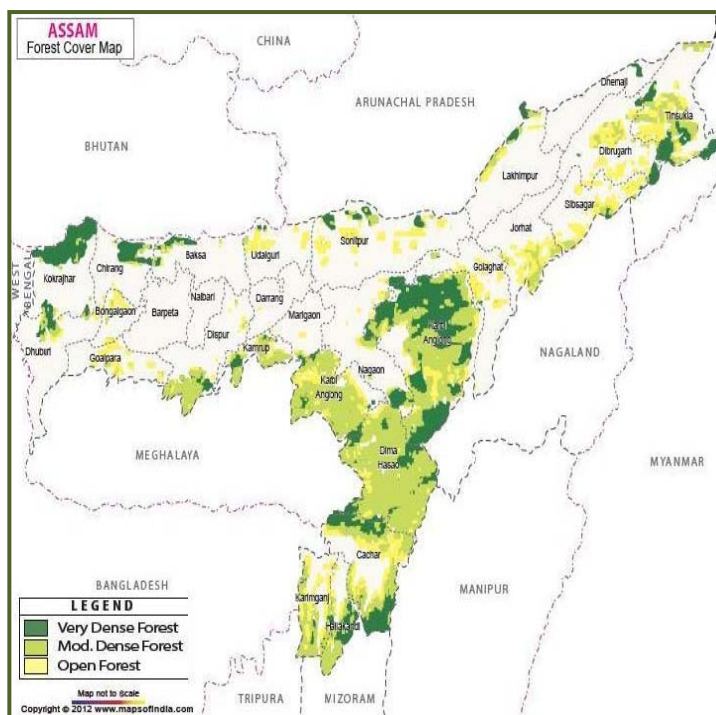 ASSAM
Forest Cover Map
CHINA
ARUNACHAL PRADESH
BHUTAN
Dhemaji
Tinsukia
Dibrugarh
Lakhimpur
Sibsagar
Jorhat
Golaghat
Sonitpur
Udalguri
Baksa
Chirang
Kokrajhar
WEST
BENGAL
Bongaigaon
Barpeta
Nalbari
Darrang
Marigaon
Dispur
Kamrup
Dhuburi
Goalpara
Nagaon
Karbi
Anglong
Karbi
Anglong
NAGALAND
MEGHALAYA
Dima
Hasao
MYANMAR
Cachar
BANGLADESH
Karimganj
Hailakandi
MANIPUR
TRIPURA
MIZORAM
LEGEND
Very Dense Forest
Mod. Dense Forest
Open Forest
Map not to Scale
Copyright © 2012 www.mapsofindia.com